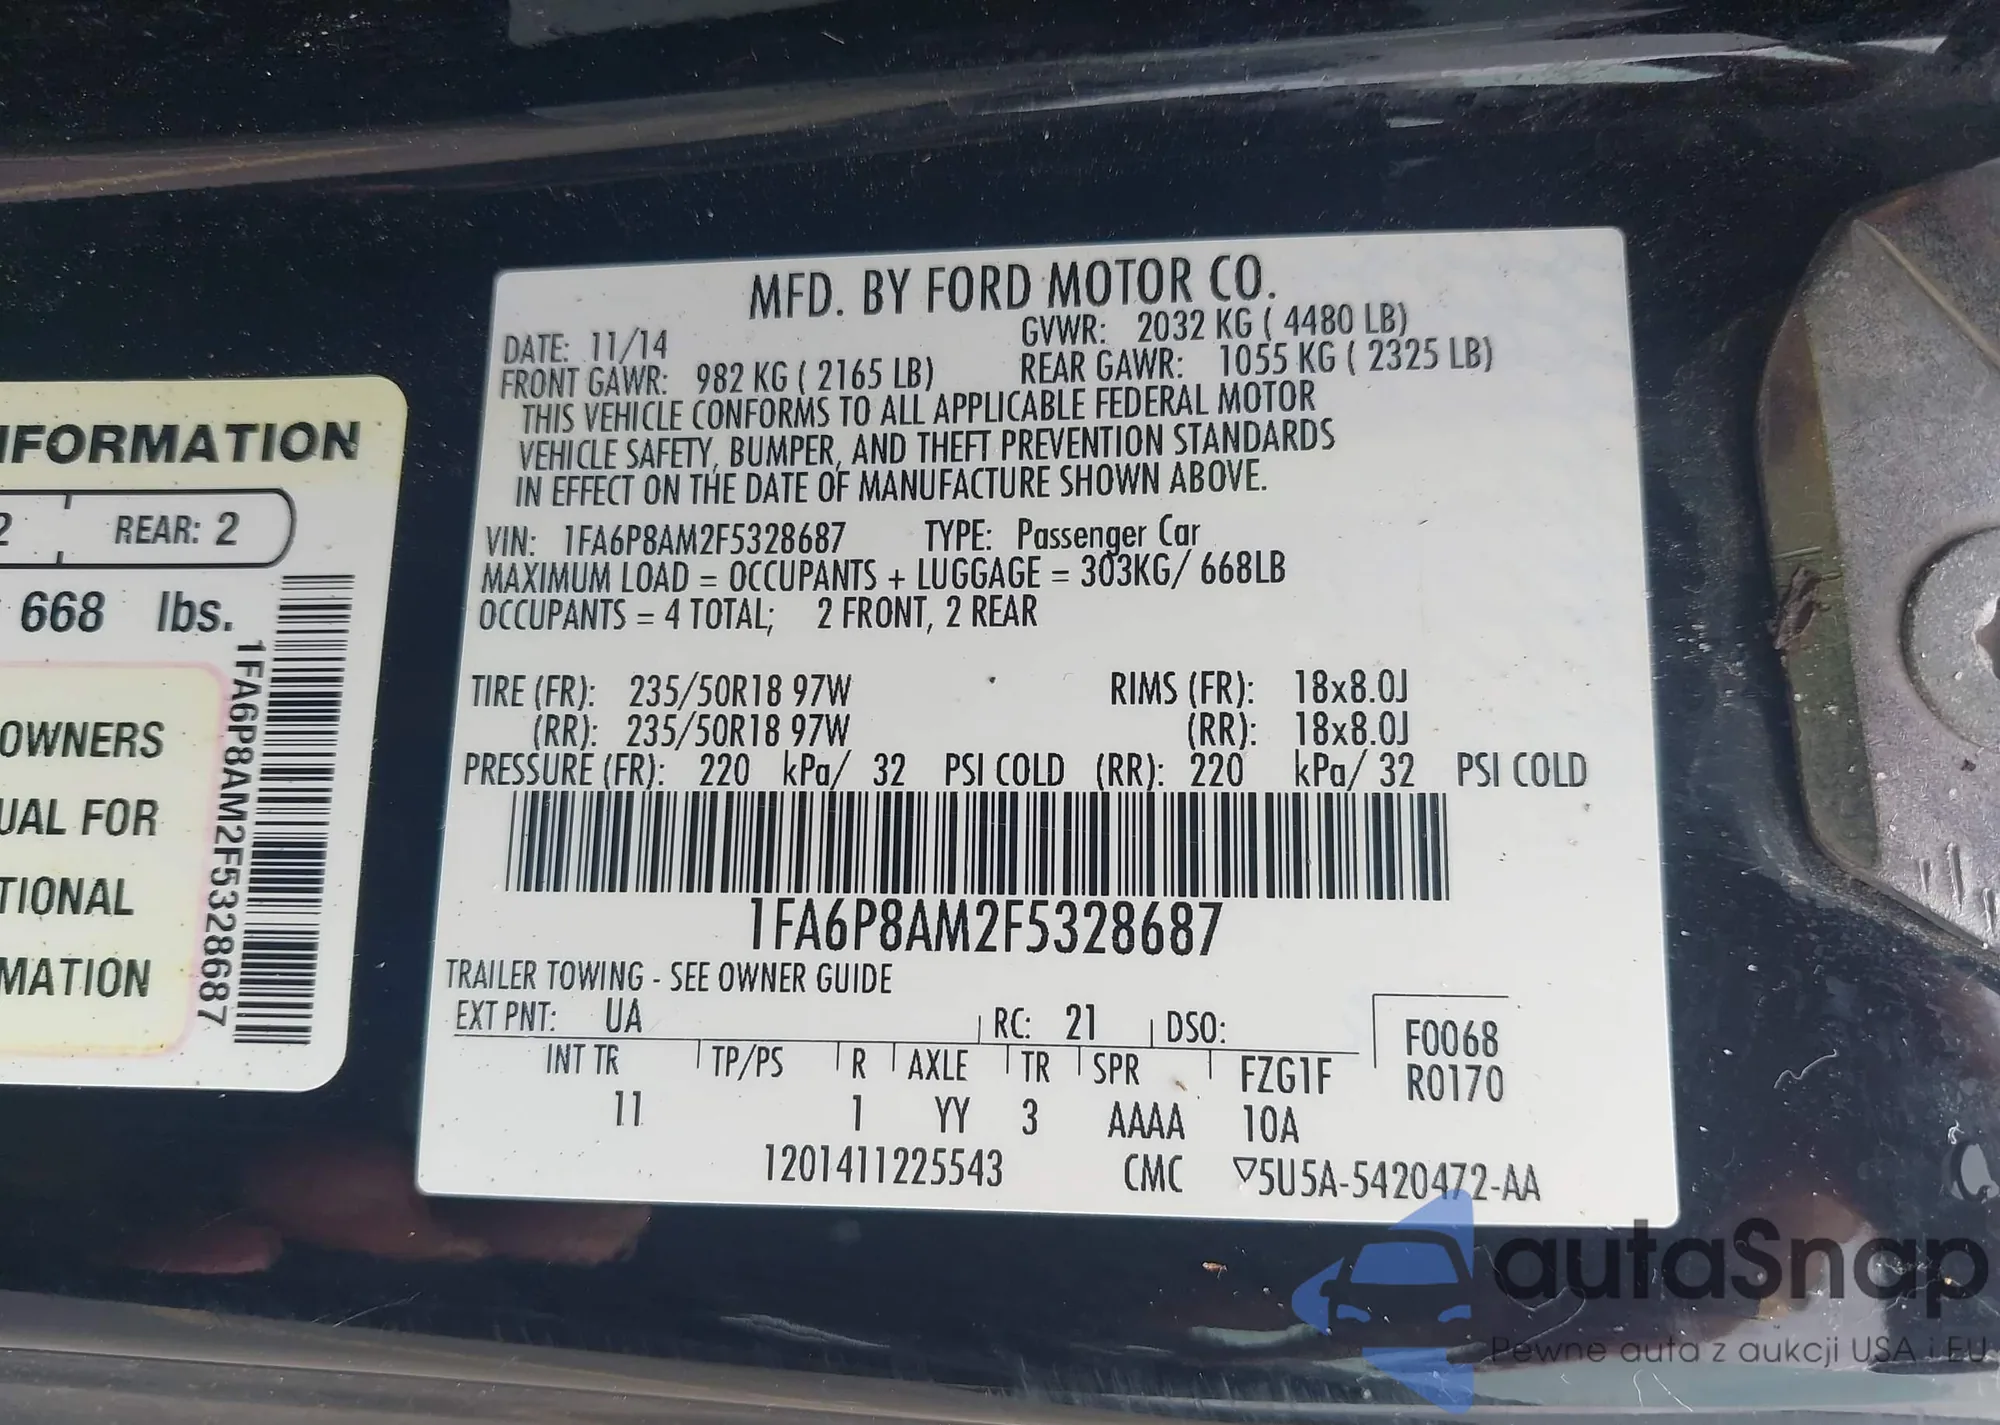 MFD. BY FORD MOTOR CO.
DATE: 11/14 GVWR: 2032 KG ( 4480 LB)
FRONT GAWR: 982 KG ( 2165 LB) REAR GAWR: 1055 KG ( 2325 LB)
THIS VEHICLE CONFORMS TO ALL APPLICABLE FEDERAL MOTOR
VEHICLE SAFETY, BUMPER, AND THEFT PREVENTION STANDARDS
IN EFFECT ON THE DATE OF MANUFACTURE SHOWN ABOVE.
VIN: 1FA6P8AM2F5328687 TYPE: Passenger Car
MAXIMUM LOAD = OCCUPANTS + LUGGAGE = 303KG/ 668LB
OCCUPANTS = 4 TOTAL; 2 FRONT, 2 REAR
TIRE (FR): 235/50R18 97W RIMS (FR): 18x8.0J
(RR): 235/50R18 97W (RR): 18x8.0J
PRESSURE (FR): 220 kPa/ 32 PSI COLD (RR): 220 kPa/ 32 PSI COLD
1FA6P8AM2F5328687
TRAILER TOWING - SEE OWNER GUIDE
EXT PNT: UA RC: 21 DSO: F0068
INT TR TP/PS R AXLE TR SPR FZG1F R0170
11 1 YY 3 AAAA 10A
1201411225543 CMC ▽5U5A-5420472-AA
NFORMATION
2 REAR: 2
668 lbs.
OWNERS
UAL FOR
TIONAL
MATION
1FA6P8AM2F5328687
autaSnap
Pewne auta z aukcji USA i EU